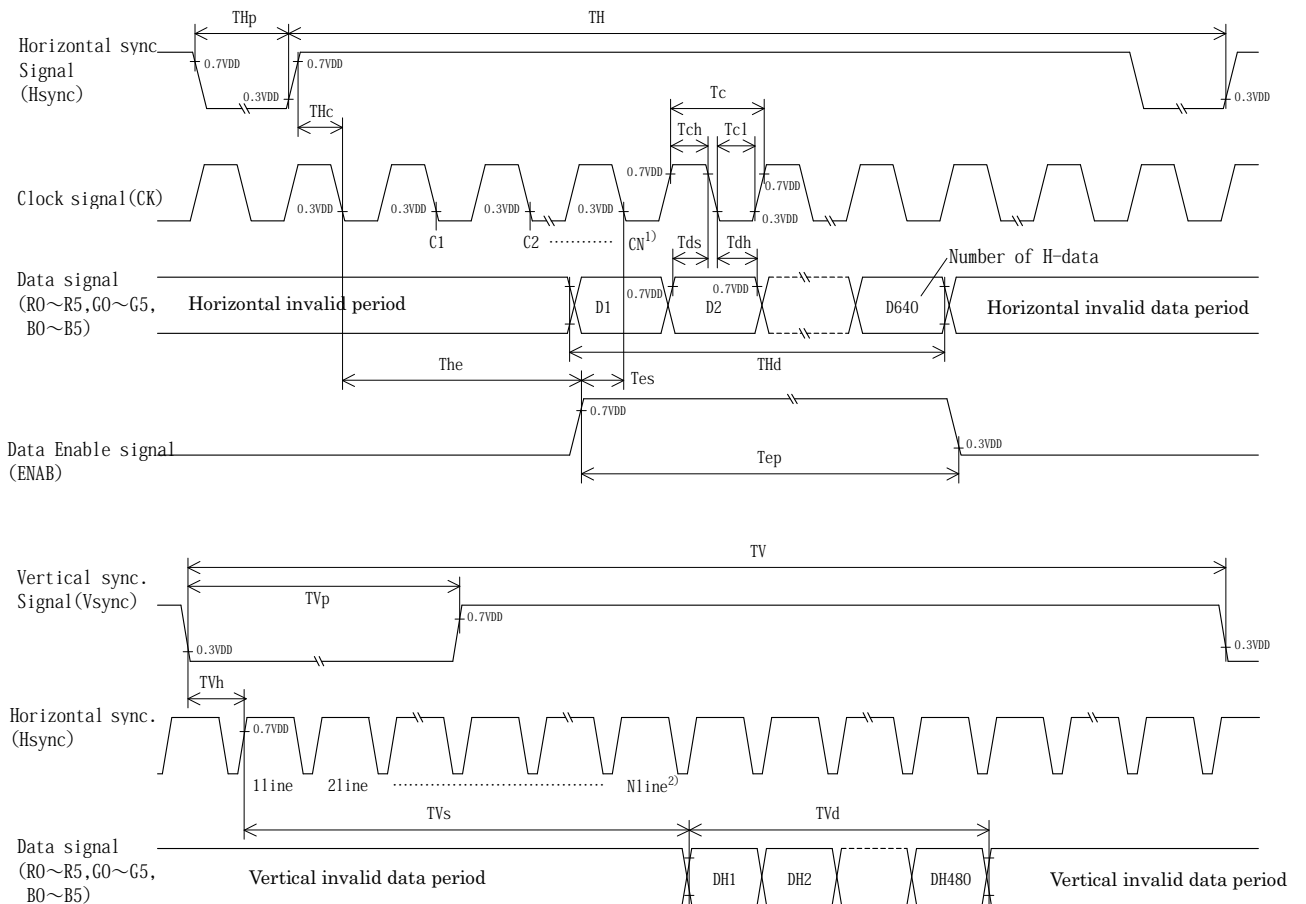 THp
TH
Horizontal sync
Signal
(Hsync)
0.7VDD
0.7VDD
0.3VDD
0.3VDD
THc
Tc
Tch
Tcl
Clock signal(CK)
0.7VDD
0.7VDD
0.3VDD
0.3VDD
0.3VDD
0.3VDD
0.3VDD
C1
C2
CN1)
Tds
Tdh
Number of H-data
Data signal
(R0～R5,G0～G5,
B0～B5)
Horizontal invalid period
D1
0.7VDD
D2
0.7VDD
D640
Horizontal invalid data period
THd
The
Tes
0.7VDD
Data Enable signal
(ENAB)
0.3VDD
Tep
TV
Vertical sync.
Signal(Vsync)
TVp
0.7VDD
0.3VDD
0.3VDD
TVh
Horizontal sync.
(Hsync)
0.7VDD
1line
2line
Nline2)
TVs
TVd
Data signal
(R0～R5,G0～G5,
B0～B5)
Vertical invalid data period
DH1
DH2
DH480
Vertical invalid data period